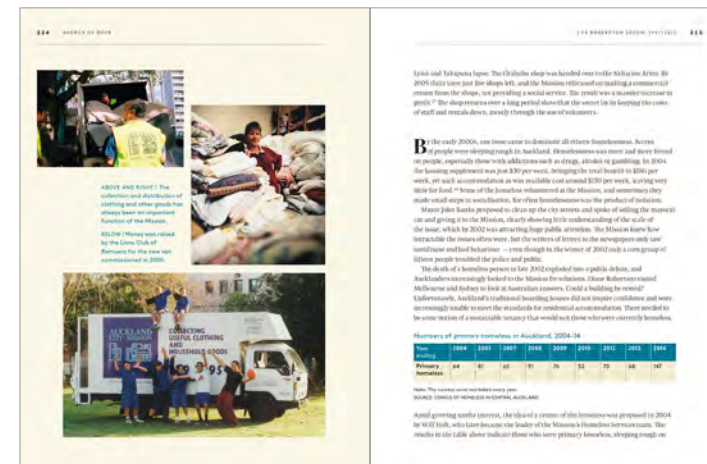 224
ABOVE AND RIGHT | The
collection and distribution of
clothing and other goods has
always been an important
function of the Mission.
BELOW | Money was raised
by the Lions Club of
Remuera for the new van
commissioned in 2000.
AUCKLAND
CITY MISSION
COLLECTING
USEFUL CLOTHING
AND
HOUSEHOLD GOODS
Lynn and Takapuna lapse. The Otahuhu shop was handed over to the Salvation Army. By
2005 there were just five shops left, and the Mission refocused on making a commercial
return from the shops, not providing a social service. The result was a massive increase in
profit. The shop returns over a long period show that the secret lay in keeping the costs
of staff and rentals down, mostly through the use of volunteers.
By the early 2000s, one issue came to dominate all others: homelessness. Scores
of people were sleeping rough in Auckland. Homelessness was more and more forced
on people, especially those with addictions such as drugs, alcohol or gambling. In 2004
the housing supplement was just $30 per week, bringing the total benefit to per
week, yet such accommodation as was available cost around $150 per week, leaving very
little for food. Some of the homeless volunteered at the Mission, and sometimes they
made small steps in socialisation, for often homelessness was the product of isolation.
Mayor John Banks proposed to clean up the city streets and spoke of selling the mayoral
car and giving it to the Mission, clearly showing little understanding of the scale of
the issue, which by 2002 was attracting huge public attention. The Mission knew how
intractable the issues often were, but the writers of letters to the newspapers only saw
untidiness and bad behaviour — even though in the winter of 2002 only a core group of
fifteen people troubled the police and public.
The death of a homeless person in late 2002 exploded into a public debate, and
Aucklanders increasingly looked to the Mission for solutions. Diane Robertson visited
Melbourne and Sydney to look at Australian answers. Could a building be rented?
Unfortunately, Auckland's traditional boarding houses did not inspire confidence and were
increasingly unable to meet the standards for residential accommodation. There needed to
be some notion of a sustainable tenancy that would suit those who were currently homeless.
Numbers of primary homeless in Auckland, 2004–14
Year ending 2004 2005 2007 2008 2009 2010 2012 2013 2014
Primary homeless 64 81 65 91 76 53 70 68 147
Note: The surveys were not taken every year.
SOURCE: CENSUS OF HOMELESS IN CENTRAL AUCKLAND
Amid growing media interest, the idea of a census of the homeless was proposed in 2004
by Wilf Holt, who later became the leader of the Mission's Homeless Services team. The
results in the table above indicate those who were primary homeless, sleeping rough on